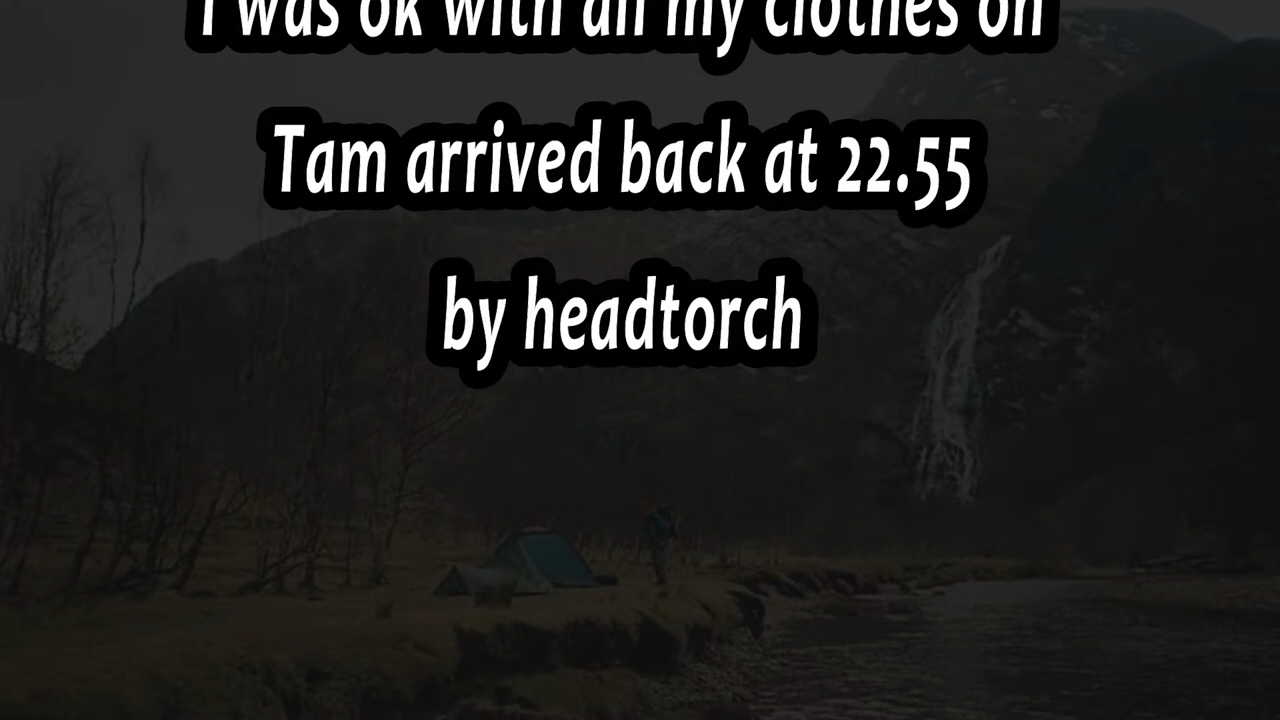 I was ok with all my clothes on
Tam arrived back at 22.55
by headtorch